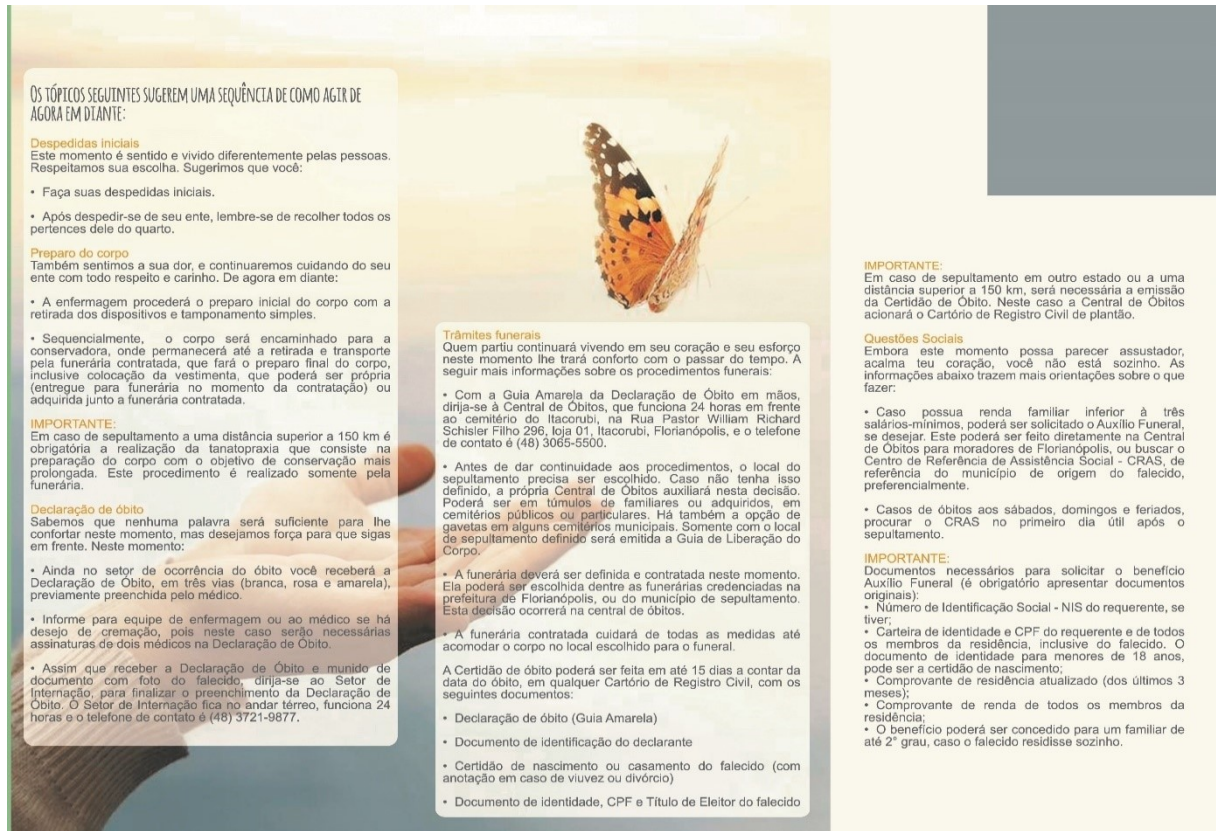 OS TÓPICOS SEGUINTES SUGEREM UMA SEQUÊNCIA DE COMO AGIR DE
AGORA EM DIANTE:
Despedidas iniciais
Este momento é sentido e vivido diferentemente pelas pessoas.
Respeitamos sua escolha. Sugerimos que você:
• Faça suas despedidas iniciais.
• Após despedir-se de seu ente, lembre-se de recolher todos os
pertences dele do quarto.
Preparo do corpo
Também sentimos a sua dor, e continuaremos cuidando do seu
ente com todo respeito e carinho. De agora em diante:
• A enfermagem procederá o preparo inicial do corpo com a
retirada dos dispositivos e tamponamento simples.
• Sequencialmente, o corpo será encaminhado para a
conservadora, onde permanecerá até a retirada e transporte
pela funerária contratada, que fará o preparo final do corpo,
inclusive colocação da vestimenta, que poderá ser própria
(entregue para funerária no momento da contratação) ou
adquirida junto a funerária contratada.
IMPORTANTE:
Em caso de sepultamento a uma distância superior a 150 km é
obrigatória a realização da tanatopraxia que consiste na
preparação do corpo com o objetivo de conservação mais
prolongada. Este procedimento é realizado somente pela
funerária.
Declaração de óbito
Sabemos que nenhuma palavra será suficiente para lhe
confortar neste momento, mas desejamos força para que sigas
em frente. Neste momento:
• Ainda no setor de ocorrência do óbito você receberá a
Declaração de Óbito, em três vias (branca, rosa e amarela),
previamente preenchida pelo médico.
• Informe para equipe de enfermagem ou ao médico se há
desejo de cremação, pois neste caso serão necessárias
assinaturas de dois médicos na Declaração de Óbito.
• Assim que receber a Declaração de Óbito e munido de
documento com foto do falecido, dirija-se ao Setor de
Internação, para finalizar o preenchimento da Declaração de
Óbito. O Setor de Internação fica no andar térreo, funciona 24
horas e o telefone de contato é (48) 3721-9877.
Trâmites funerais
Quem partiu continuará vivendo em seu coração e seu esforço
neste momento lhe trará conforto com o passar do tempo. A
seguir mais informações sobre os procedimentos funerais:
• Com a Guia Amarela da Declaração de Óbito em mãos,
dirija-se à Central de Óbitos, que funciona 24 horas em frente
ao cemitério do Itacorubi, na Rua Pastor William Richard
Schisler Filho 296, loja 01, Itacorubi, Florianópolis, e o telefone
de contato é (48) 3065-5500.
• Antes de dar continuidade aos procedimentos, o local do
sepultamento precisa ser escolhido. Caso não tenha isso
definido, a própria Central de Óbitos auxiliará nesta decisão.
Poderá ser em túmulos de familiares ou adquiridos, em
cemitérios públicos ou particulares. Há também a opção de
gavetas em alguns cemitérios municipais. Somente com o local
de sepultamento definido será emitida a Guia de Liberação do
Corpo.
• A funerária deverá ser definida e contratada neste momento.
Ela poderá ser escolhida dentre as funerárias credenciadas na
prefeitura de Florianópolis, ou do município de sepultamento.
Esta decisão ocorrerá na central de óbitos.
• A funerária contratada cuidará de todas as medidas até
acomodar o corpo no local escolhido para o funeral.
A Certidão de óbito poderá ser feita em até 15 dias a contar da
data do óbito, em qualquer Cartório de Registro Civil, com os
seguintes documentos:
• Declaração de óbito (Guia Amarela)
• Documento de identificação do declarante
• Certidão de nascimento ou casamento do falecido (com
anotação em caso de viuvez ou divórcio)
• Documento de identidade, CPF e Título de Eleitor do falecido
IMPORTANTE:
Em caso de sepultamento em outro estado ou a uma
distância superior a 150 km, será necessária a emissão
da Certidão de Óbito. Neste caso a Central de Óbitos
acionará o Cartório de Registro Civil de plantão.
Questões Sociais
Embora este momento possa parecer assustador,
acalma teu coração, você não está sozinho. As
informações abaixo trazem mais orientações sobre o que
fazer:
• Caso possua renda familiar inferior à três
salários-mínimos, poderá ser solicitado o Auxílio Funeral,
se desejar. Este poderá ser feito diretamente na Central
de Óbitos para moradores de Florianópolis, ou buscar o
Centro de Referência de Assistência Social - CRAS, de
referência do município de origem do falecido,
preferencialmente.
• Casos de óbitos aos sábados, domingos e feriados,
procurar o CRAS no primeiro dia útil após o
sepultamento.
IMPORTANTE:
Documentos necessários para solicitar o benefício
Auxílio Funeral (é obrigatório apresentar documentos
originais):
• Número de Identificação Social - NIS do requerente, se
tiver;
• Carteira de identidade e CPF do requerente e de todos
os membros da residência, inclusive do falecido. O
documento de identidade para menores de 18 anos,
pode ser a certidão de nascimento;
• Comprovante de residência atualizado (dos últimos 3
meses);
• Comprovante de renda de todos os membros da
residência;
• O benefício poderá ser concedido para um familiar de
até 2° grau, caso o falecido residisse sozinho.